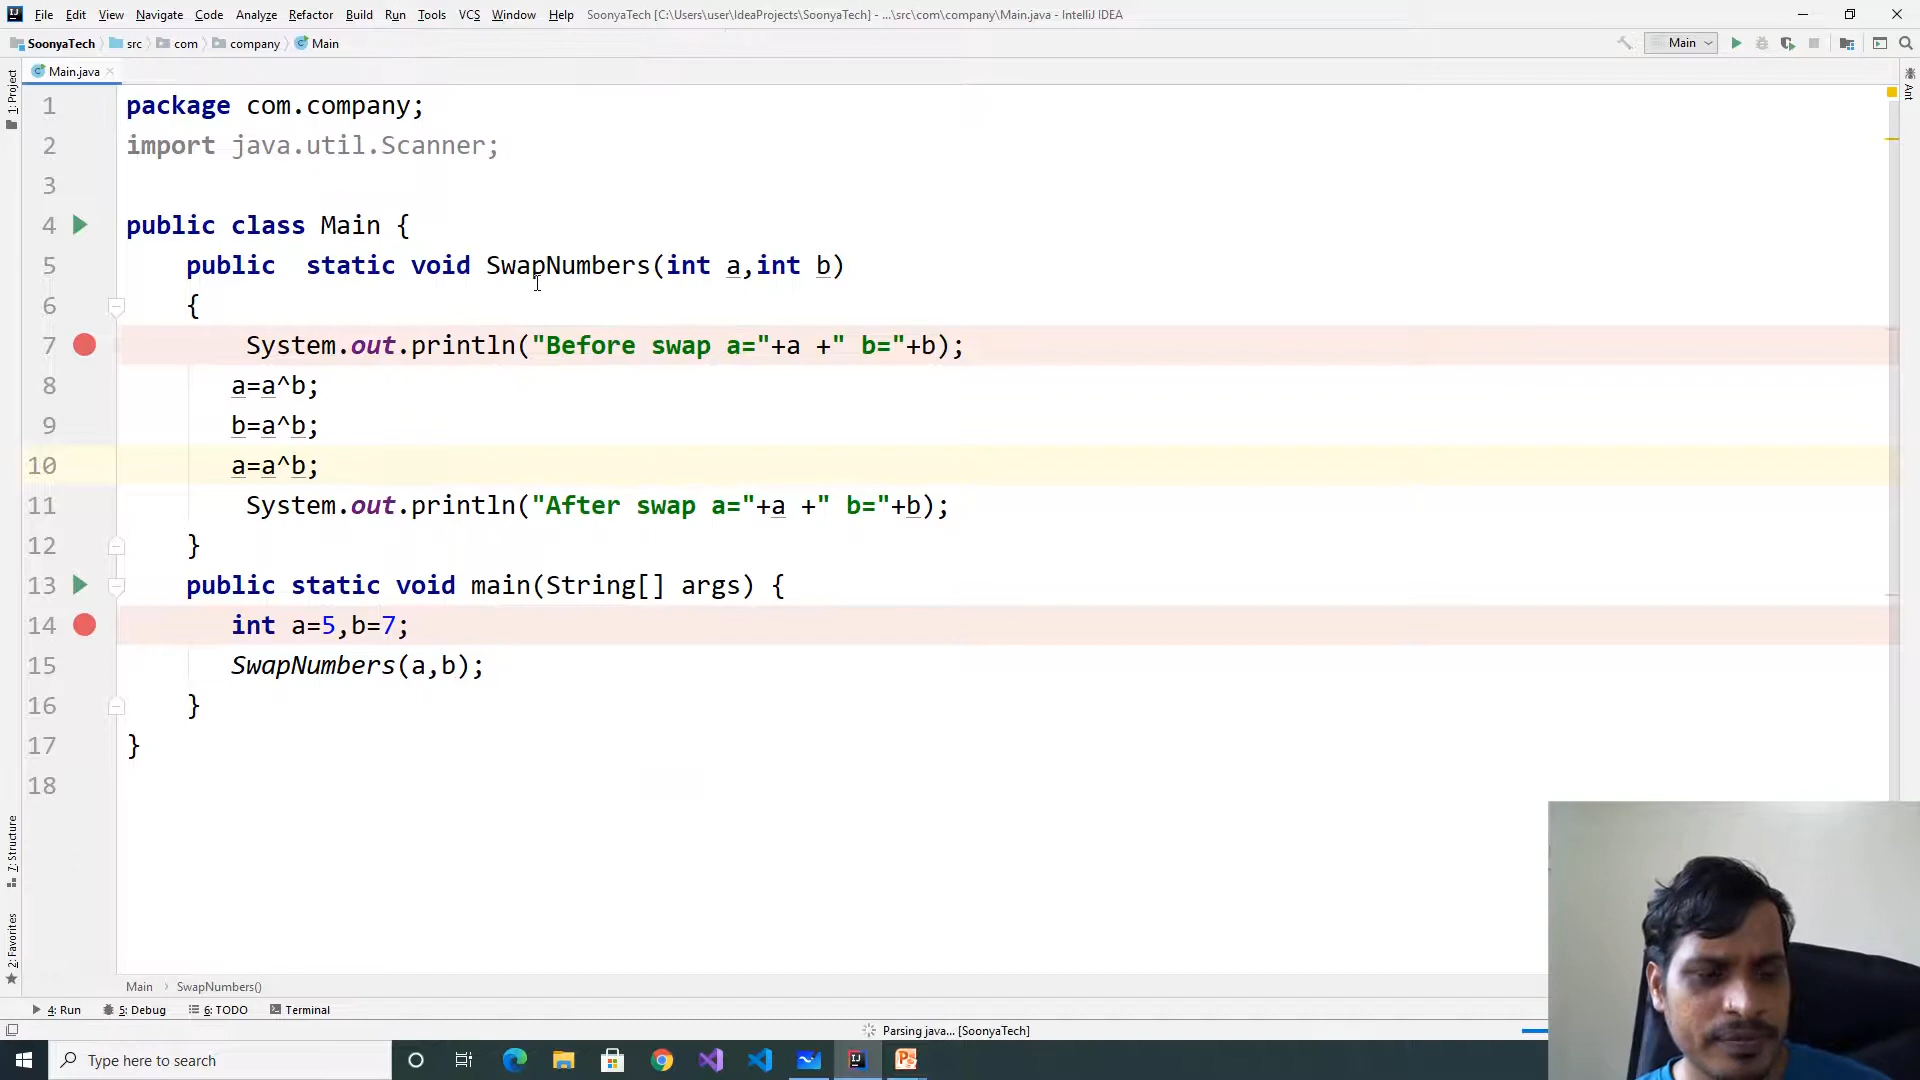 File Edit View Navigate Code Analyze Refactor Build Run Tools VCS Window Help SoonyaTech [C:\Users\user\IdeaProjects\SoonyaTech] - ...\src\com\company\Main.java - IntelliJ IDEA
SoonyaTech src com company Main Main
Main.java
1: Project
Ant
1 package com.company;
2 import java.util.Scanner;
3
4 public class Main {
5 public  static void SwapNumbers(int a,int b)
6 {
7 System.out.println("Before swap a="+a +" b="+b);
8 a=a^b;
9 b=a^b;
10 a=a^b;
11 System.out.println("After swap a="+a +" b="+b);
12 }
13 public static void main(String[] args) {
14 int a=5,b=7;
15 SwapNumbers(a,b);
16 }
17 }
18
7: Structure
2: Favorites
Main SwapNumbers()
4: Run 5: Debug 6: TODO Terminal
Parsing java... [SoonyaTech]
Type here to search